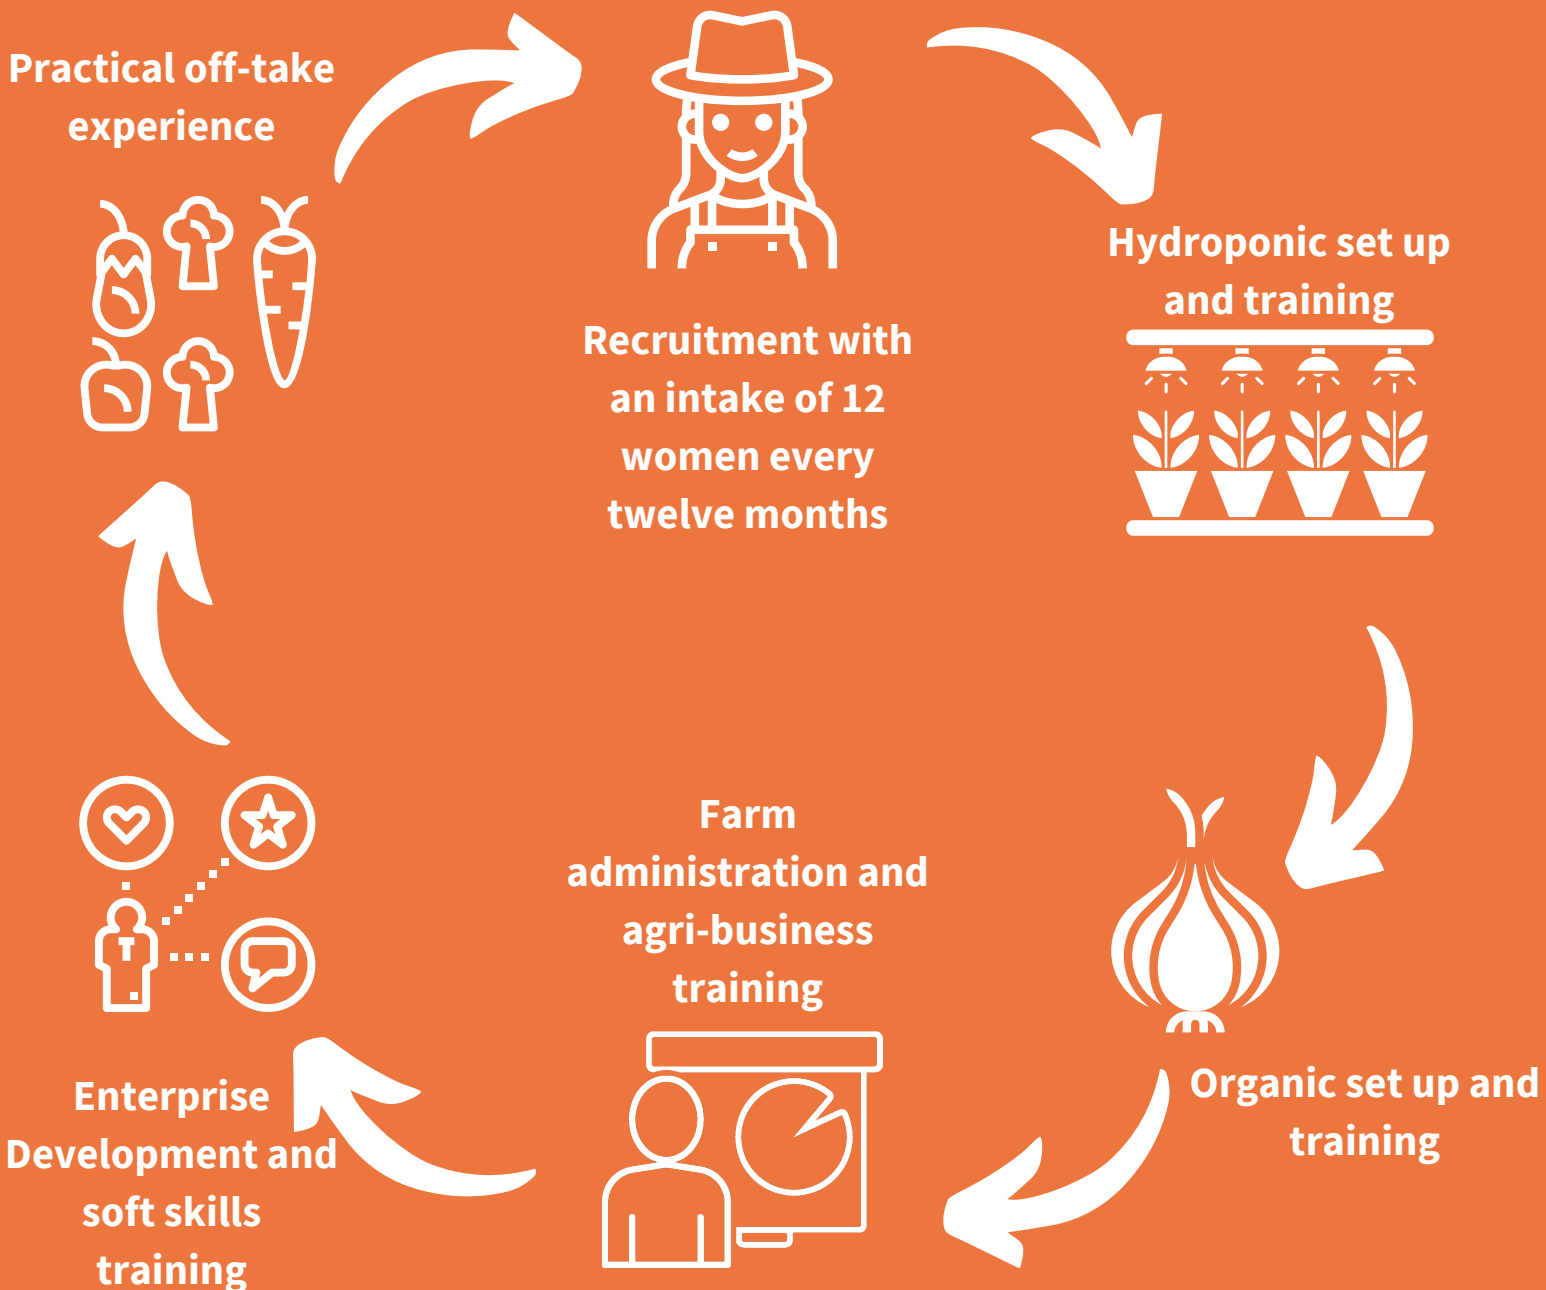 Practical off-take
experience
Recruitment with
an intake of 12
women every
twelve months
Hydroponic set up
and training
Organic set up and
training
Farm
administration and
agri-business
training
Enterprise
Development and
soft skills
training